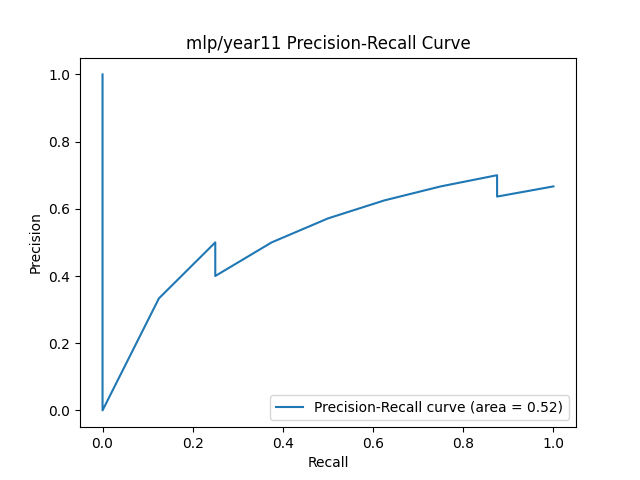 mlp/year11 Precision-Recall Curve
1.0
0.8
0.6
0.4
0.2
0.0
Precision
Precision-Recall curve (area = 0.52)
0.0 0.2 0.4 0.6 0.8 1.0
Recall